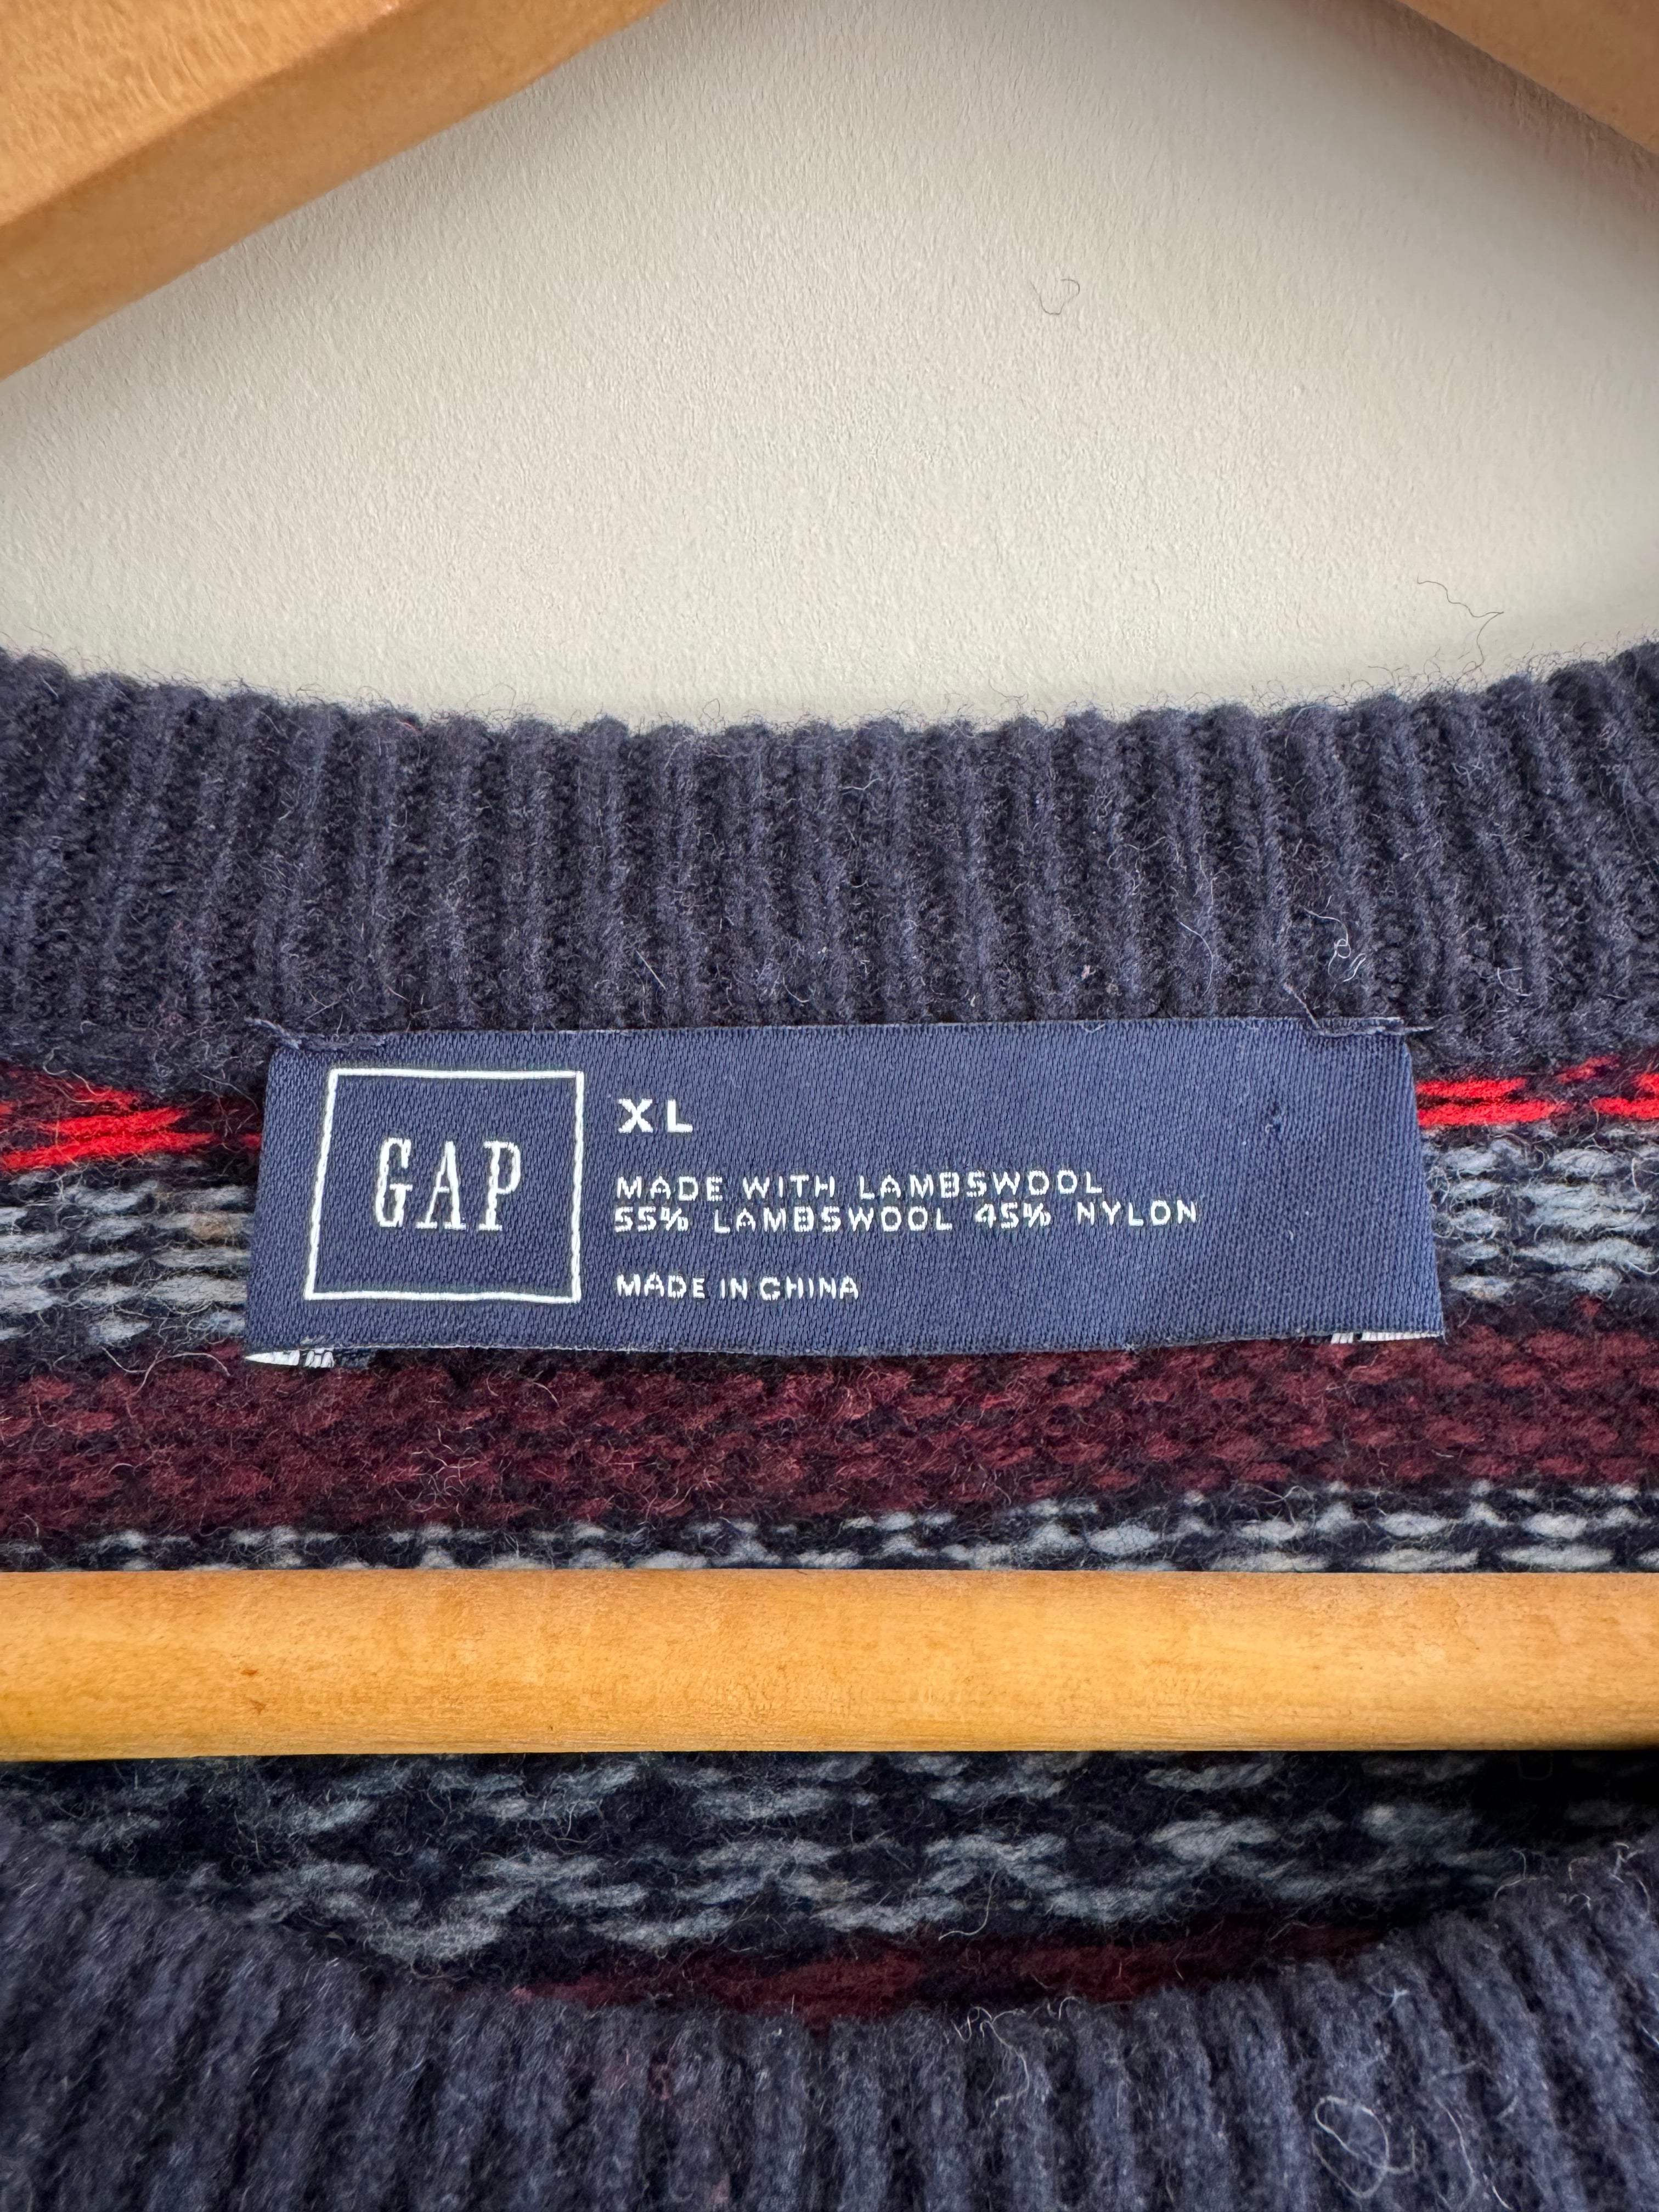 GAP
XL
MADE WITH LAMBSWOOL
55% LAMBSWOOL 45% NYLON
MADE IN CHINA